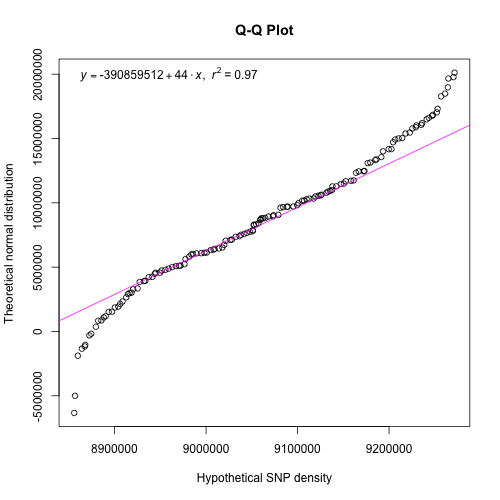 Q-Q Plot
y = -390859512 + 44 · x, r² = 0.97
Theoretical normal distribution
20000000
15000000
10000000
5000000
0
-5000000
8900000 9000000 9100000 9200000
Hypothetical SNP density